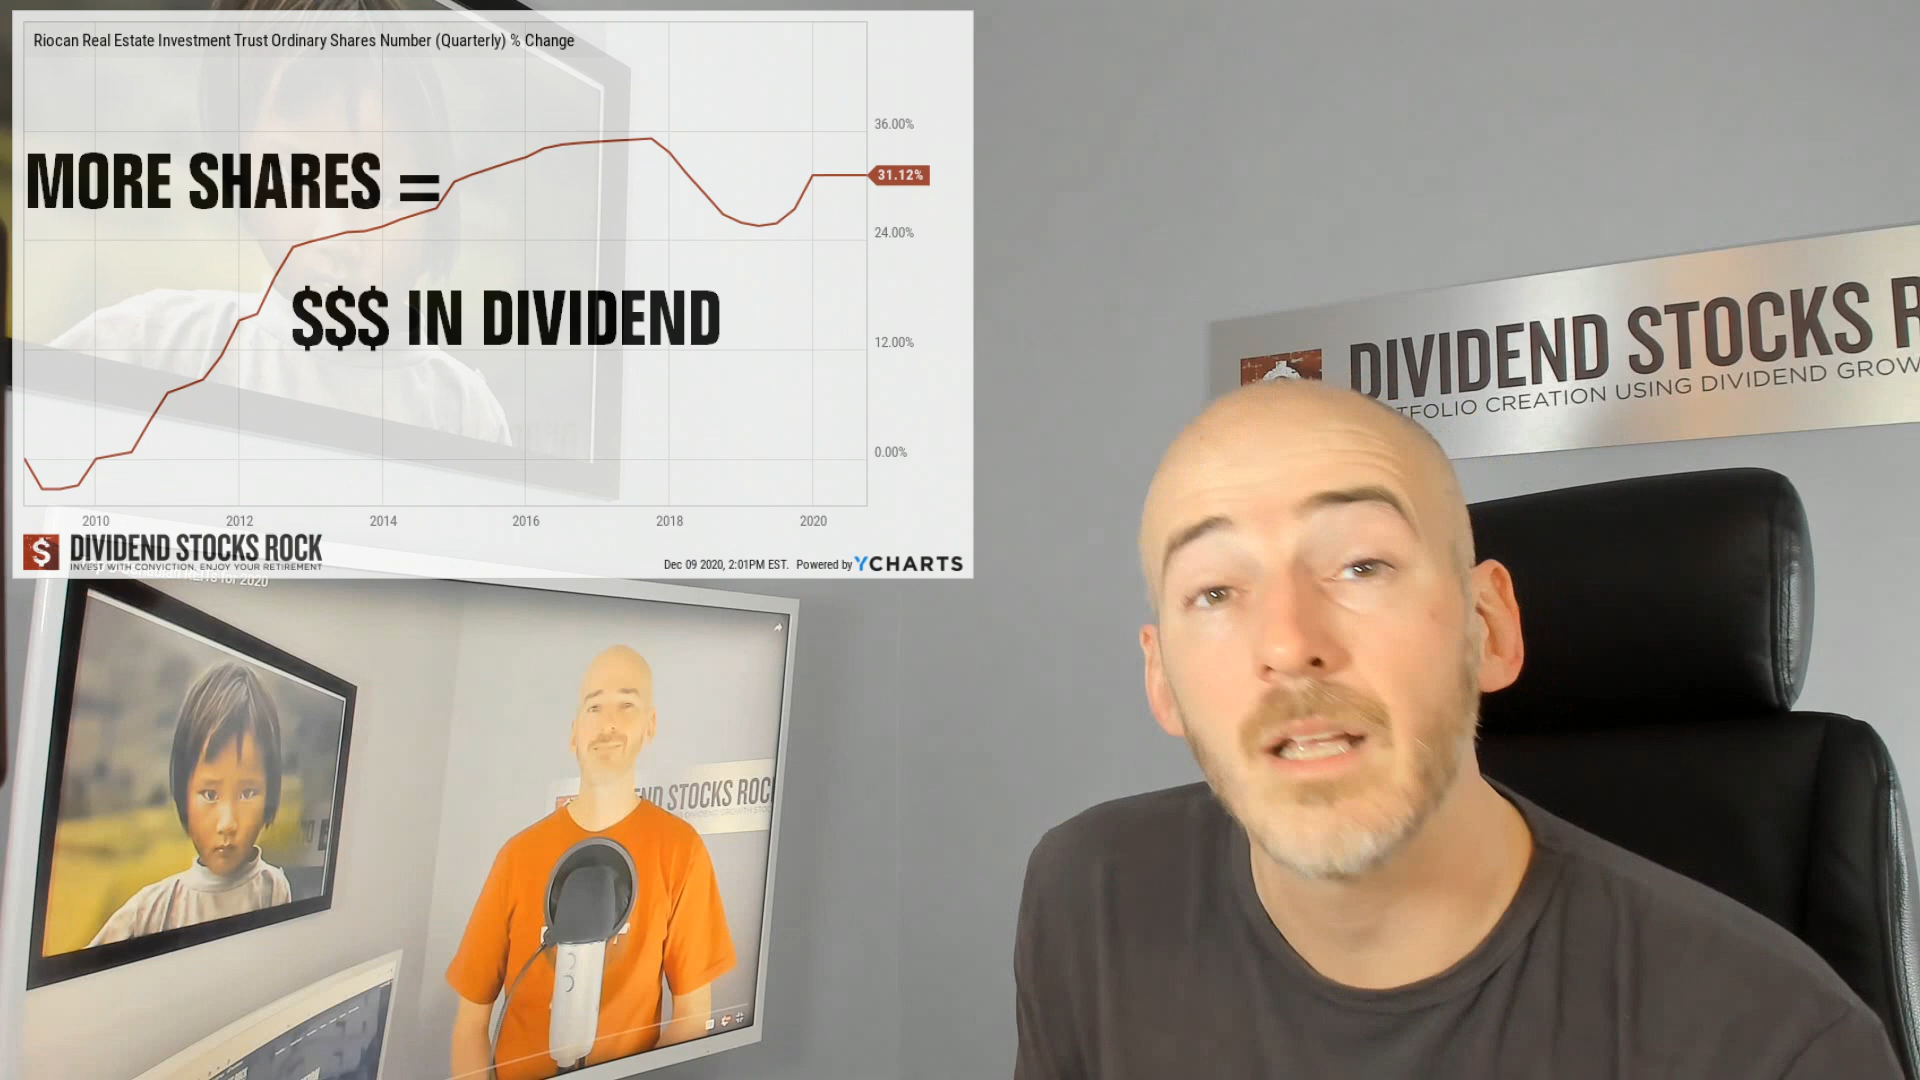 Riocan Real Estate Investment Trust Ordinary Shares Number (Quarterly) % Change
36.00%
MORE SHARES =
31.12%
24.00%
$$$ IN DIVIDEND
12.00%
0.00%
2010 2012 2014 2016 2018 2020
$ DIVIDEND STOCKS ROCK
INVEST WITH CONVICTION, ENJOY YOUR RETIREMENT
Dec 09 2020, 2:01PM EST. Powered by YCHARTS
DIVIDEND STOCKS R
TFOLIO CREATION USING DIVIDEND GROW
for 2020
END STOCKS ROC